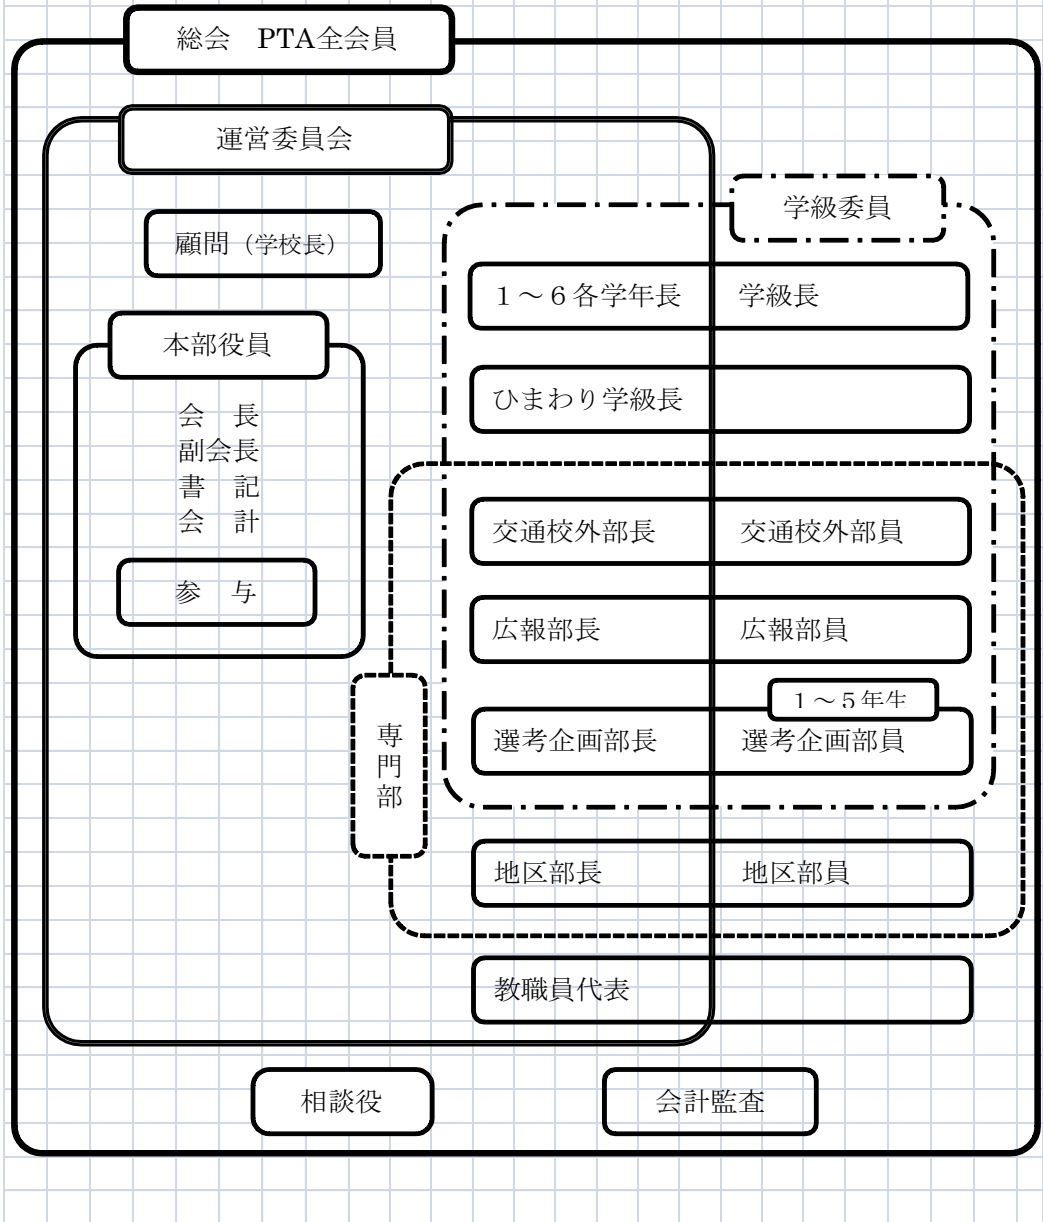 総会　PTA全会員
運営委員会
学級委員
顧問（学校長）
１～６各学年長　学級長
本部役員
ひまわり学級長
会　長
副会長
書　記
会　計
参　与
交通校外部長　交通校外部員
広報部長　広報部員
１～５年生
選考企画部長　選考企画部員
専門部
地区部長　地区部員
教職員代表
相談役　会計監査